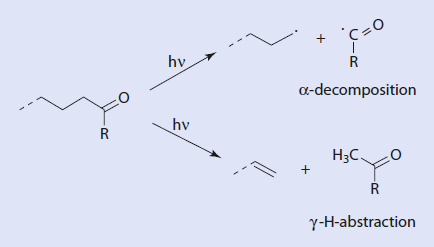 hν
+
·C
O
R
α-decomposition
O
R
hν
+
H₃C
O
R
γ-H-abstraction